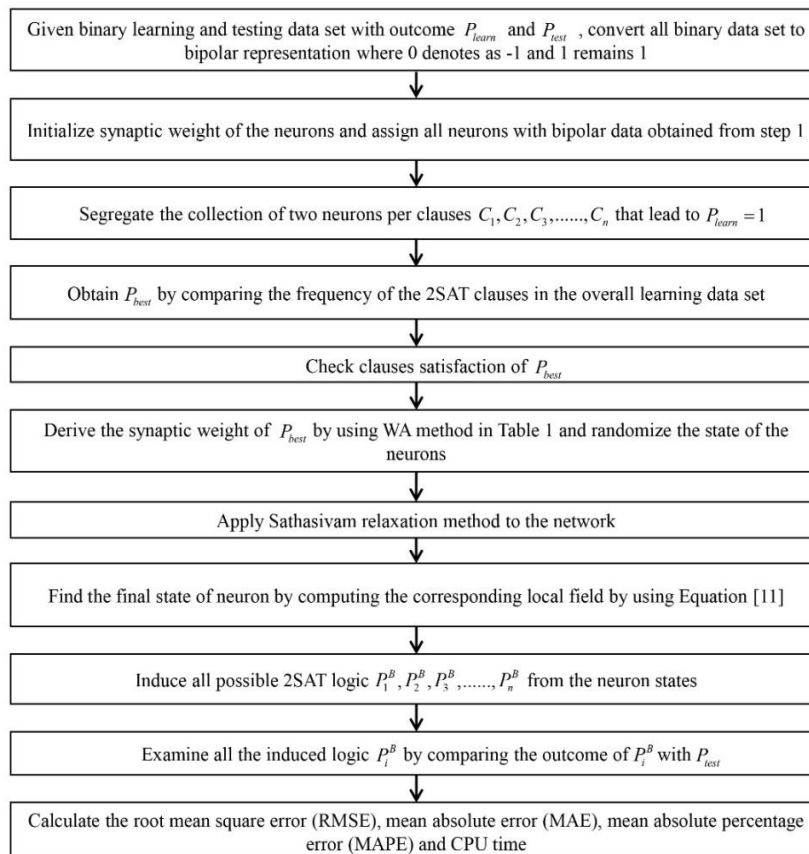 Given binary learning and testing data set with outcome P_learn and P_test , convert all binary data set to
bipolar representation where 0 denotes as -1 and 1 remains 1
Initialize synaptic weight of the neurons and assign all neurons with bipolar data obtained from step 1
Segregate the collection of two neurons per clauses C_1, C_2, C_3,......, C_n that lead to P_learn = 1
Obtain P_best by comparing the frequency of the 2SAT clauses in the overall learning data set
Check clauses satisfaction of P_best
Derive the synaptic weight of P_best by using WA method in Table 1 and randomize the state of the
neurons
Apply Sathasivam relaxation method to the network
Find the final state of neuron by computing the corresponding local field by using Equation [11]
Induce all possible 2SAT logic P_1^B, P_2^B, P_3^B,......, P_n^B from the neuron states
Examine all the induced logic P_i^B by comparing the outcome of P_i^B with P_test
Calculate the root mean square error (RMSE), mean absolute error (MAE), mean absolute percentage
error (MAPE) and CPU time